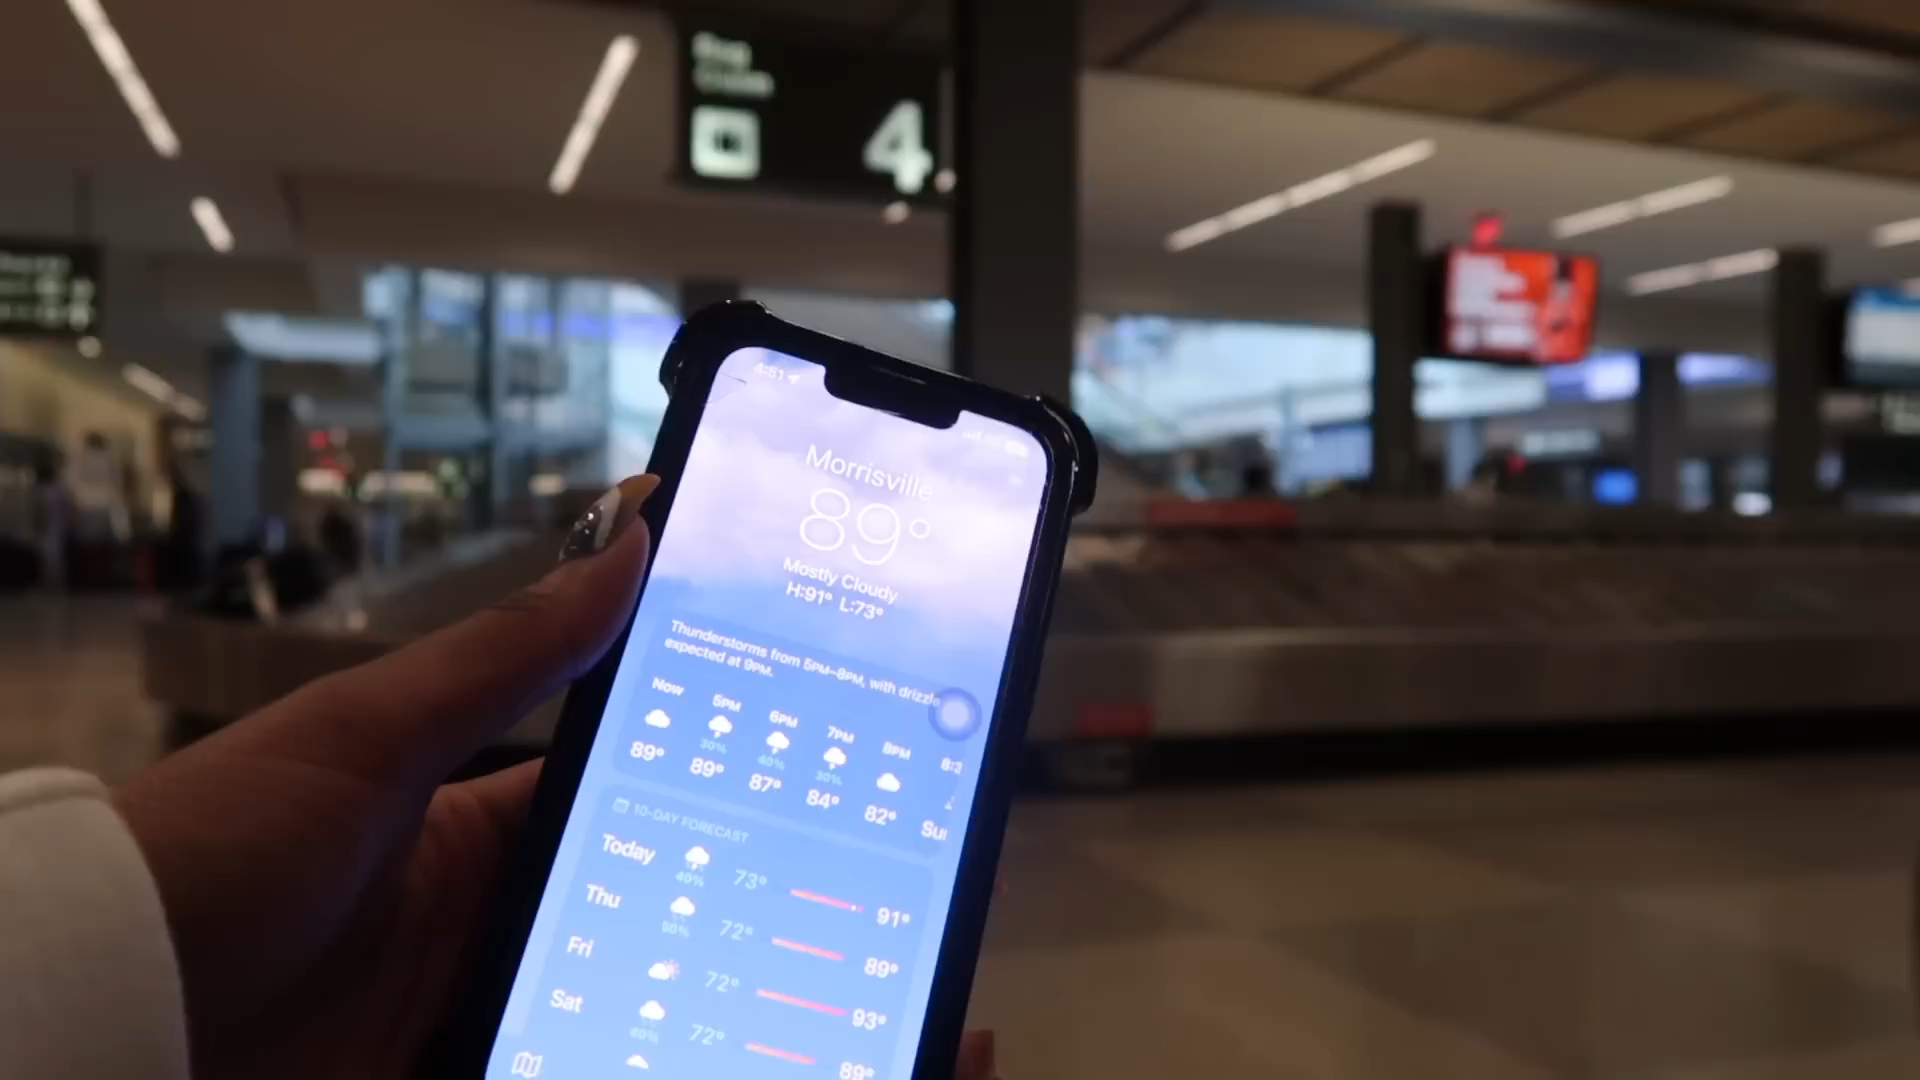 Bag
Claim
4
4:51
Morrisville
89°
Mostly Cloudy
H:91° L:73°
Thunderstorms from 5PM–8PM, with drizzle
expected at 9PM.
Now 5PM 6PM 7PM 8PM
30% 40% 30%
89° 89° 87° 84° 82°
10-DAY FORECAST
Today 40% 73° 91°
Thu 50% 72° 89°
Fri 72° 93°
Sat 40% 72° 89°